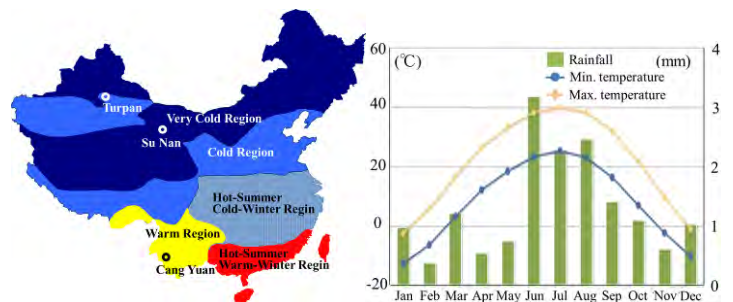 Turpan
Very Cold Region
Su Nan
Cold Region
Hot-Summer
Cold-Winter Regin
Warm Region
Hot-Summer
Warm-Winter Regin
Cang Yuan
60
40
20
0
-20
(℃)
(mm)
Rainfall
Min. temperature
Max. temperature
4
3
2
1
0
Jan Feb Mar Apr May Jun Jul Aug Sep Oct Nov Dec